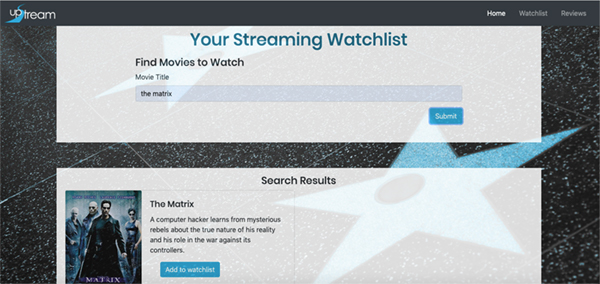 upstream
Home Watchlist Reviews
Your Streaming Watchlist
Find Movies to Watch
Movie Title
the matrix
Submit
Search Results
The Matrix
A computer hacker learns from mysterious
rebels about the true nature of his reality
and his role in the war against its
controllers.
THE MATRIX
Add to watchlist